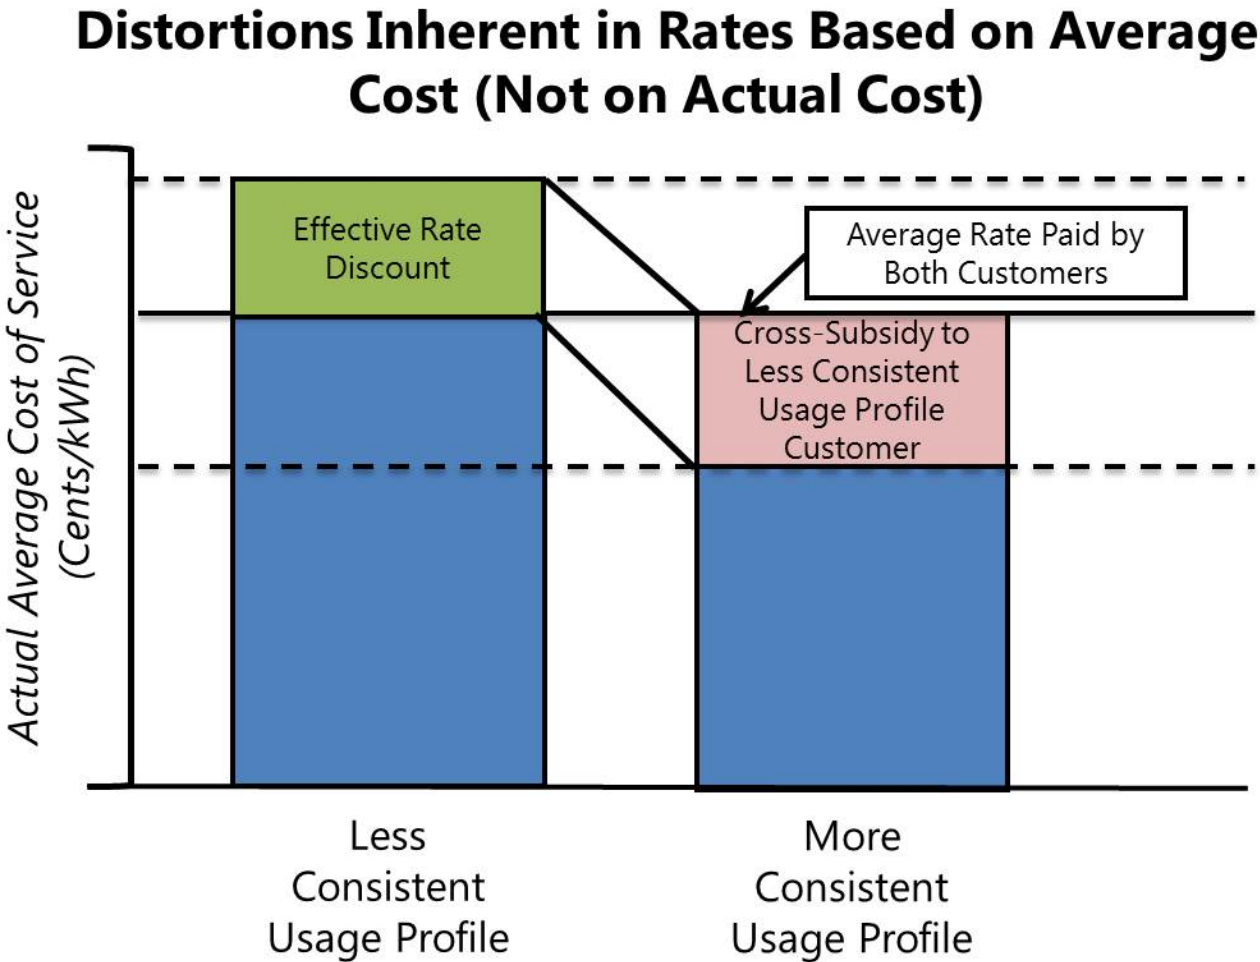 Distortions Inherent in Rates Based on Average
Cost (Not on Actual Cost)
Actual Average Cost of Service
(Cents/kWh)
Effective Rate
Discount
Average Rate Paid by
Both Customers
Cross-Subsidy to
Less Consistent
Usage Profile
Customer
Less
Consistent
Usage Profile
More
Consistent
Usage Profile